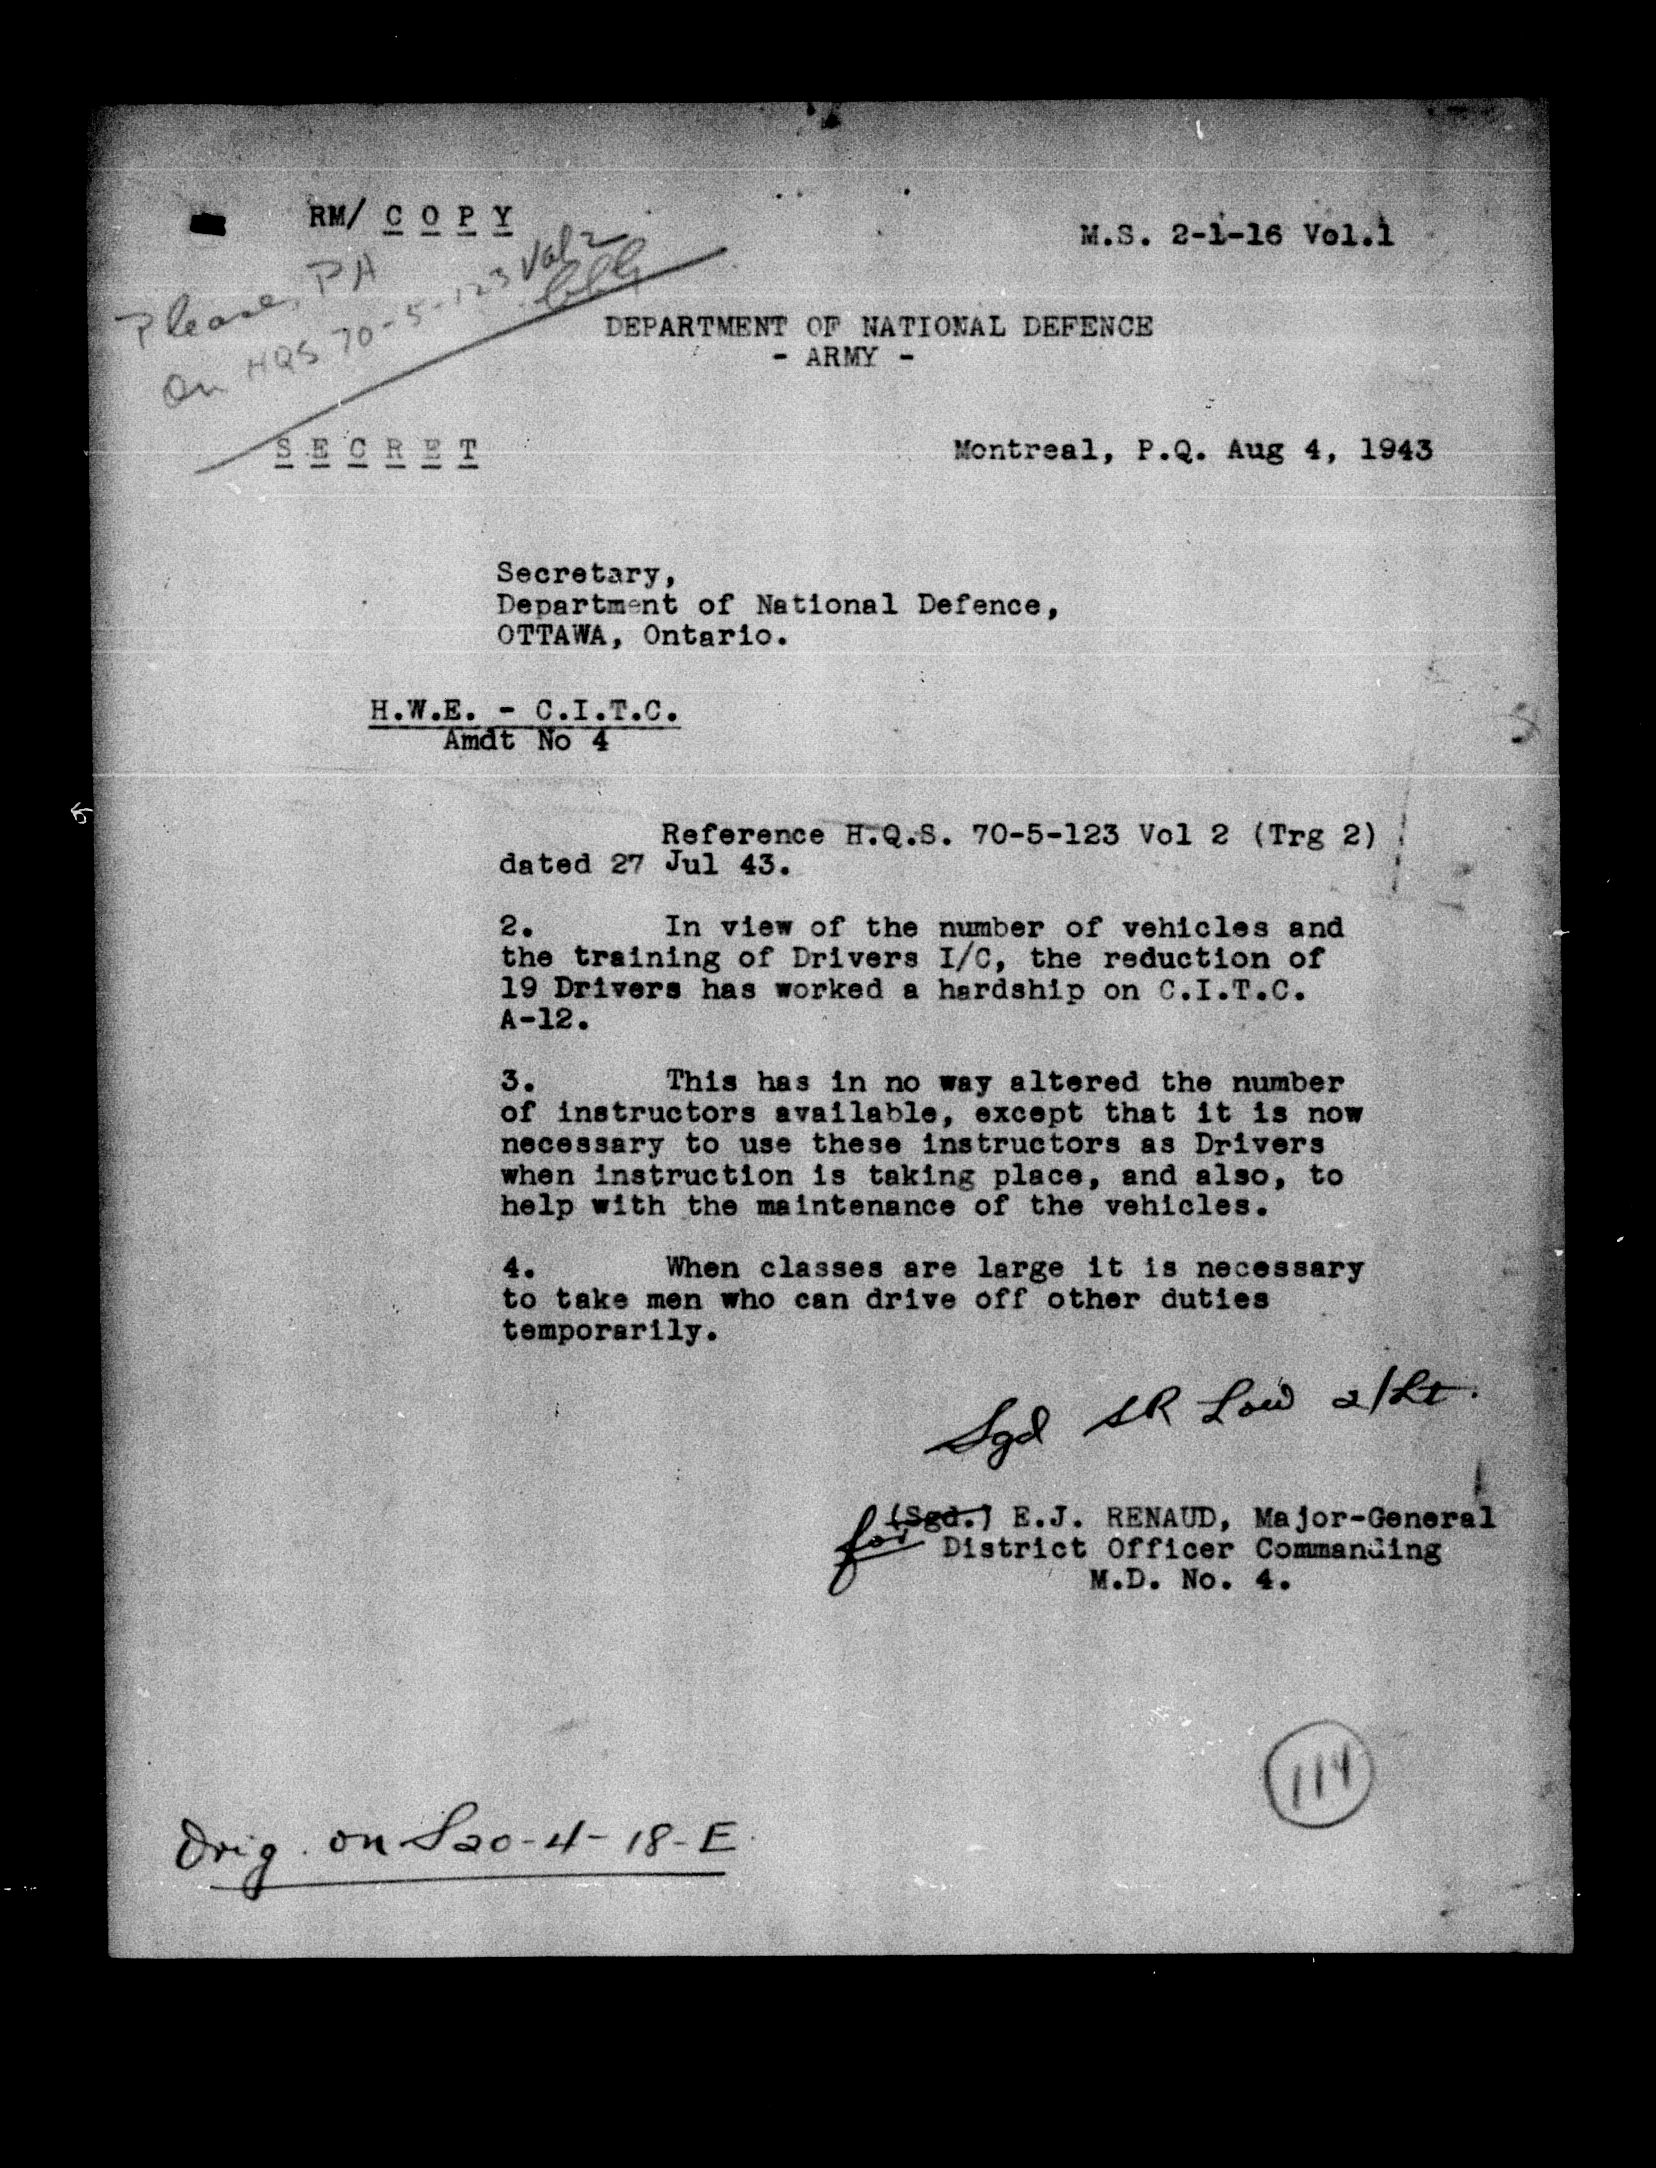 RM/ C O P Y
M.S. 2-1-16 Vol.1
Please PA
on HQS 70-5-123 Vol 2
DEPARTMENT OF NATIONAL DEFENCE
- ARMY -
S E C R E T
Montreal, P.Q. Aug 4, 1943
Secretary,
Department of National Defence,
OTTAWA, Ontario.
H.W.E. - C.I.T.C.
Amdt No 4
Reference H.Q.S. 70-5-123 Vol 2 (Trg 2)
dated 27 Jul 43.
2. In view of the number of vehicles and
the training of Drivers I/C, the reduction of
19 Drivers has worked a hardship on C.I.T.C.
A-12.
3. This has in no way altered the number
of instructors available, except that it is now
necessary to use these instructors as Drivers
when instruction is taking place, and also, to
help with the maintenance of the vehicles.
4. When classes are large it is necessary
to take men who can drive off other duties
temporarily.
Sgd SR Low 2/Lt.
(Sgd.) E.J. RENAUD, Major-General
for District Officer Commanding
M.D. No. 4.
114
Orig. on S20-4-18-E